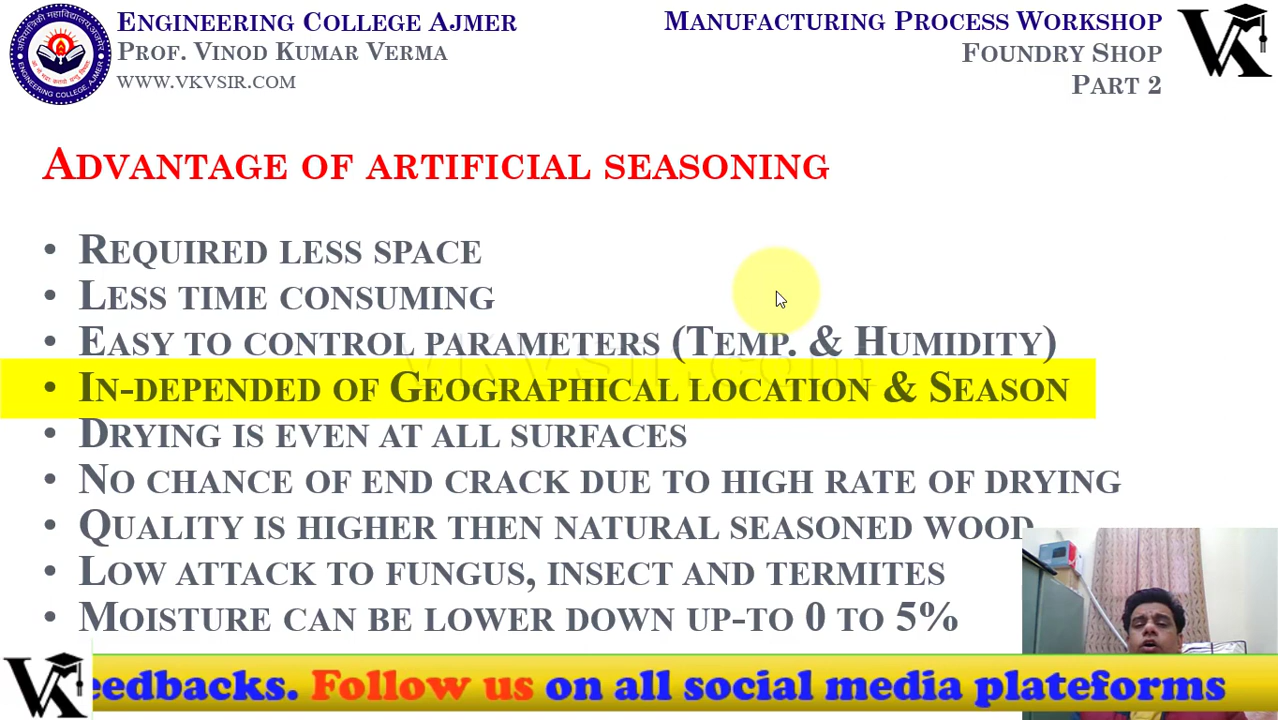 ENGINEERING COLLEGE AJMER
PROF. VINOD KUMAR VERMA
WWW.VKVSIR.COM
MANUFACTURING PROCESS WORKSHOP
FOUNDRY SHOP
PART 2
ADVANTAGE OF ARTIFICIAL SEASONING
• REQUIRED LESS SPACE
• LESS TIME CONSUMING
• EASY TO CONTROL PARAMETERS (TEMP. & HUMIDITY)
VKVSIR.com
• IN-DEPENDED OF GEOGRAPHICAL LOCATION & SEASON
• DRYING IS EVEN AT ALL SURFACES
• NO CHANCE OF END CRACK DUE TO HIGH RATE OF DRYING
• QUALITY IS HIGHER THEN NATURAL SEASONED WOOD
• LOW ATTACK TO FUNGUS, INSECT AND TERMITES
• MOISTURE CAN BE LOWER DOWN UP-TO 0 TO 5%
eedbacks. Follow us on all social media plateforms